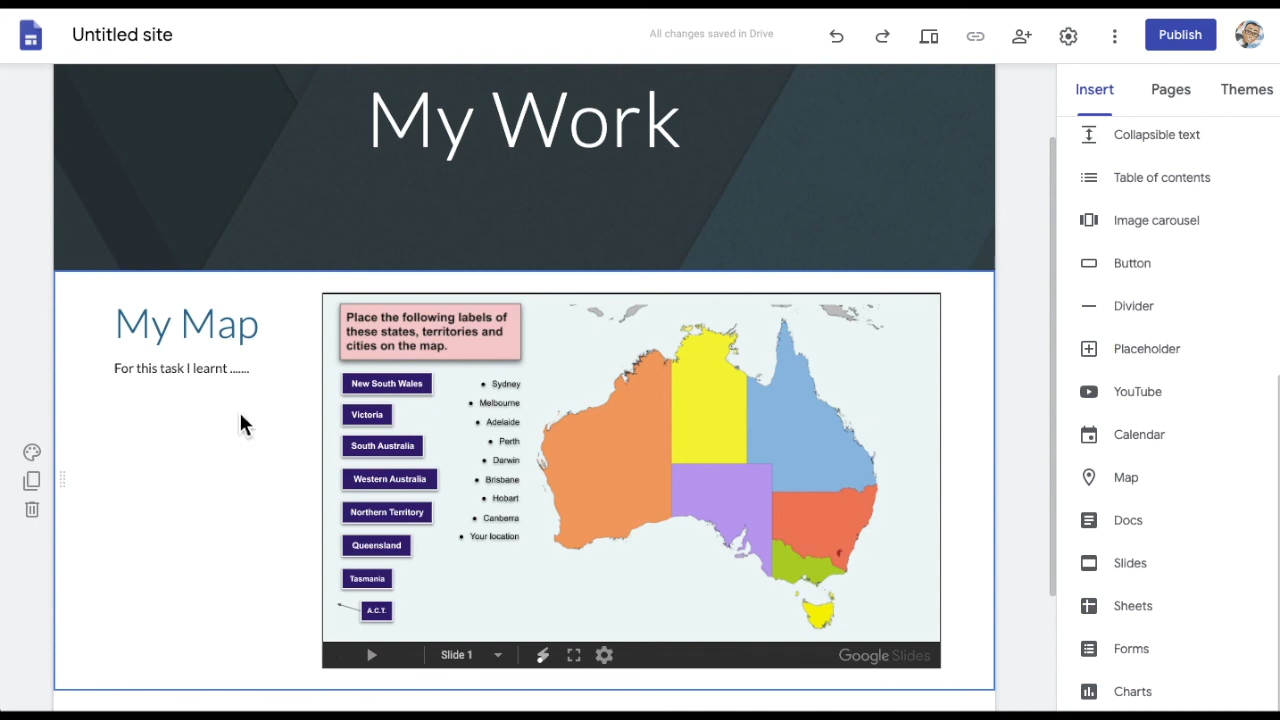 Untitled site
All changes saved in Drive
Publish
Insert
Pages
Themes
My Work
Collapsible text
Table of contents
Image carousel
Button
Divider
Placeholder
YouTube
Calendar
Map
Docs
Slides
Sheets
Forms
Charts
My Map
For this task I learnt .......
Place the following labels of
these states, territories and
cities on the map.
New South Wales
Victoria
South Australia
Western Australia
Northern Territory
Queensland
Tasmania
A.C.T.
• Sydney
• Melbourne
• Adelaide
• Perth
• Darwin
• Brisbane
• Hobart
• Canberra
• Your location
Slide 1
Google Slides